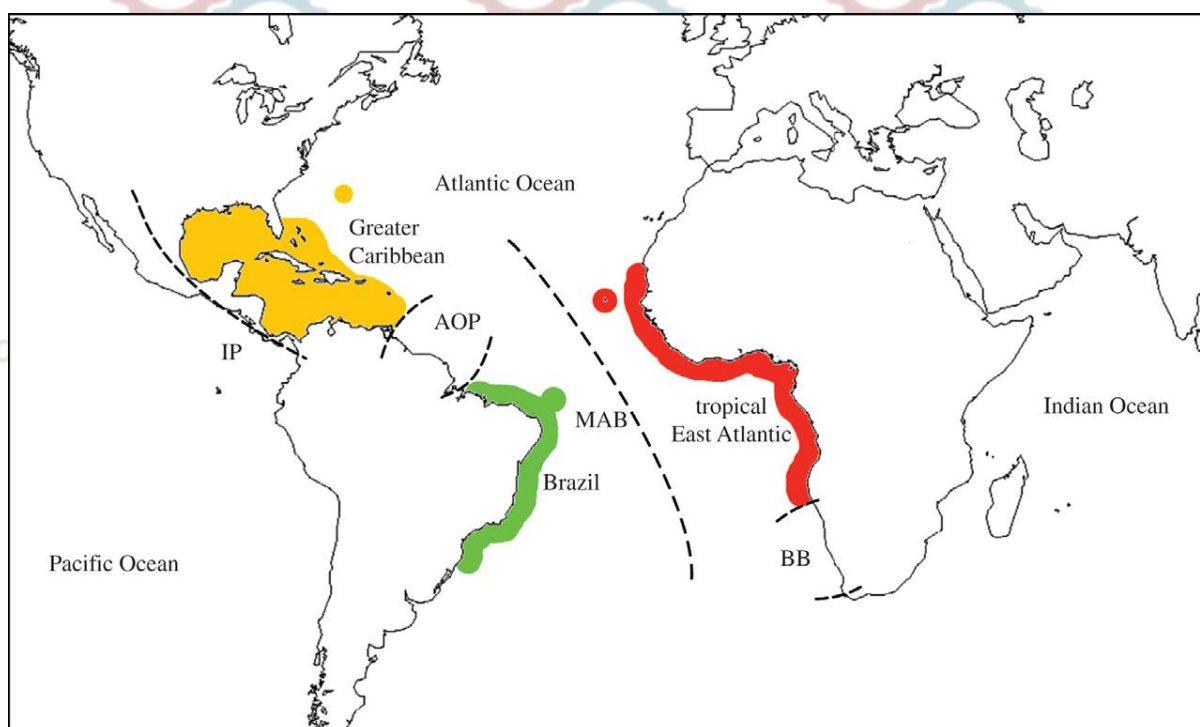 Atlantic Ocean
Greater
Caribbean
AOP
IP
MAB
tropical
East Atlantic
Indian Ocean
Brazil
BB
Pacific Ocean